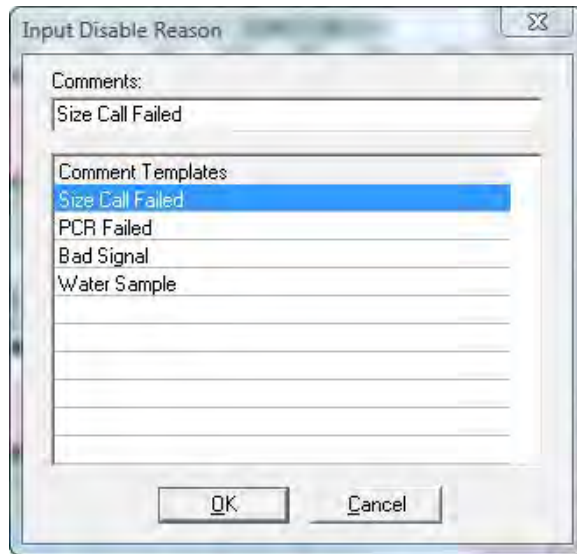 Input Disable Reason
Comments:
Size Call Failed
Comment Templates
Size Call Failed
PCR Failed
Bad Signal
Water Sample
OK Cancel